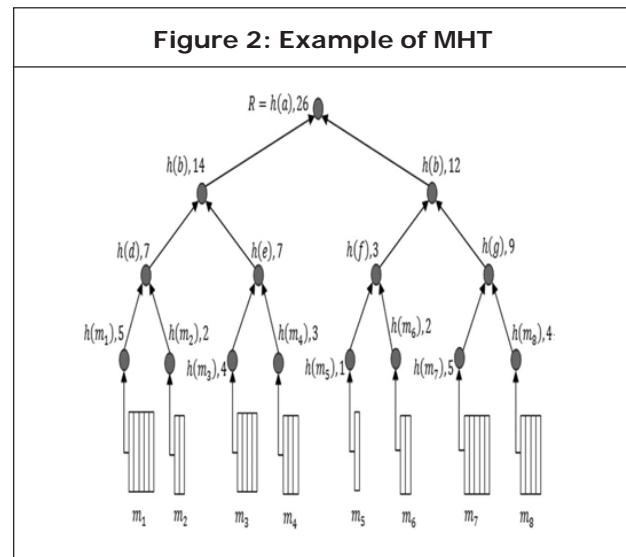 Figure 2: Example of MHT
R = h(a),26
h(b),14
h(b),12
h(d),7
h(e),7
h(f),3
h(g),9
h(m₁),5
h(m₂),2
h(m₃),4
h(m₄),3
h(m₅),1
h(m₆),2
h(m₇),5
h(m₈),4
m₁
m₂
m₃
m₄
m₅
m₆
m₇
m₈